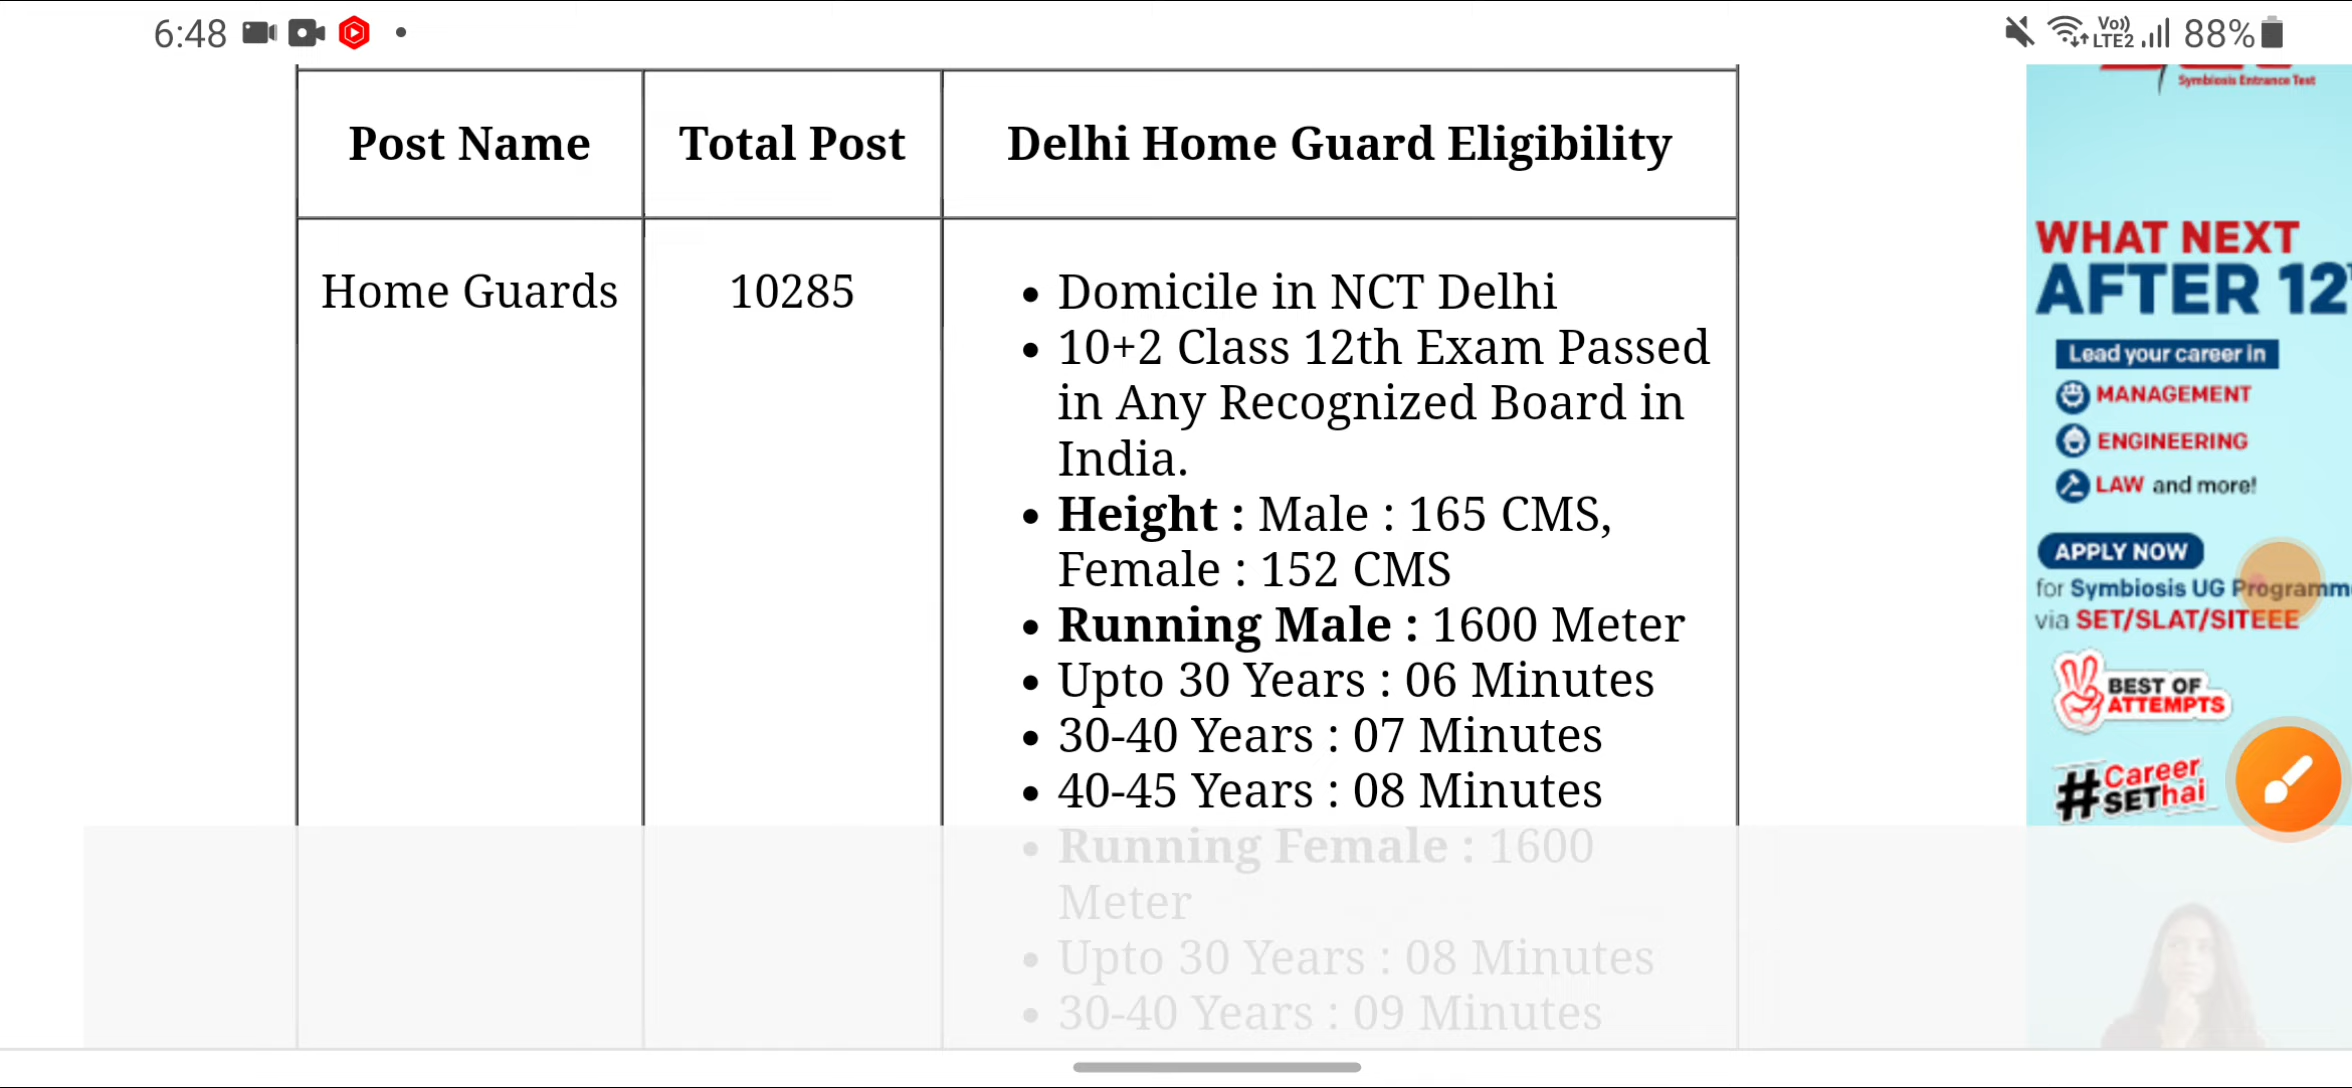 6:48
Vo))
LTE2
88%
Symbiosis Entrance Test
Post Name
Total Post
Delhi Home Guard Eligibility
Home Guards
10285
• Domicile in NCT Delhi
• 10+2 Class 12th Exam Passed
in Any Recognized Board in
India.
• Height : Male : 165 CMS,
Female : 152 CMS
• Running Male : 1600 Meter
• Upto 30 Years : 06 Minutes
• 30-40 Years : 07 Minutes
• 40-45 Years : 08 Minutes
• Running Female : 1600
Meter
• Upto 30 Years : 08 Minutes
• 30-40 Years : 09 Minutes
WHAT NEXT
AFTER 12
Lead your career in
MANAGEMENT
ENGINEERING
LAW and more!
APPLY NOW
for Symbiosis UG Programm
via SET/SLAT/SITEEE
BEST OF
ATTEMPTS
#Career
SEThai